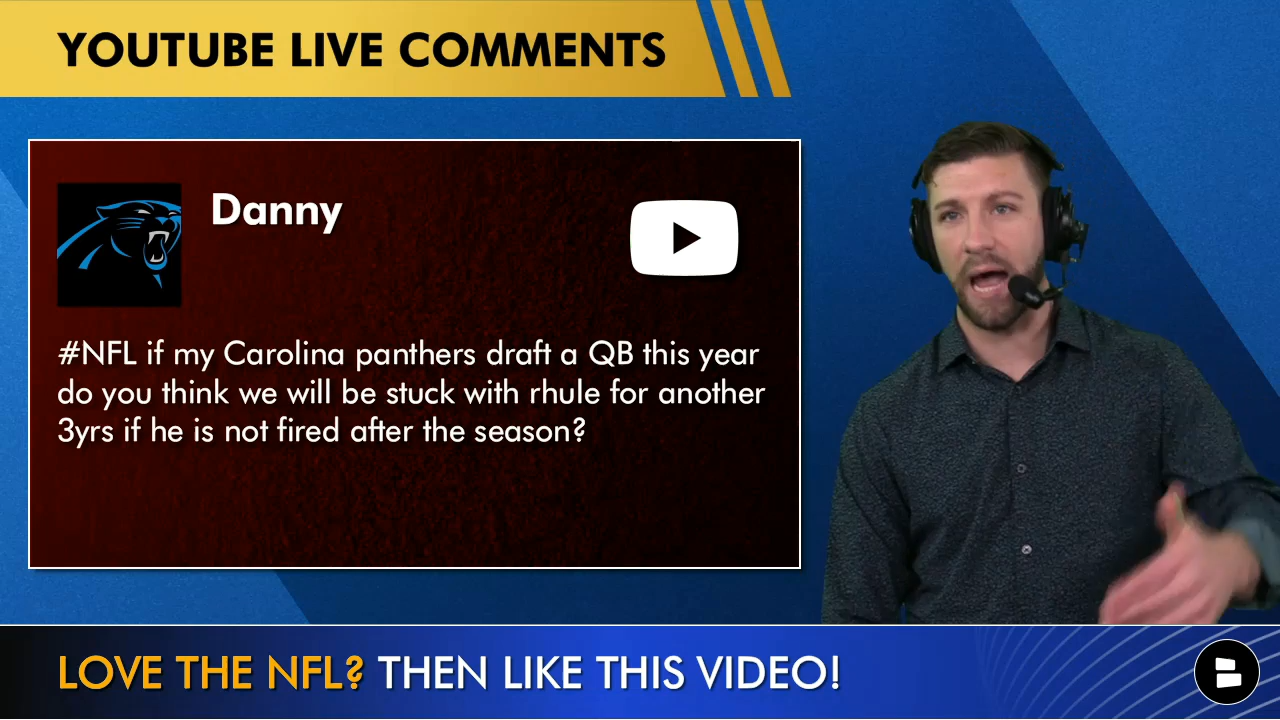 YOUTUBE LIVE COMMENTS
Danny
#NFL if my Carolina panthers draft a QB this year
do you think we will be stuck with rhule for another
3yrs if he is not fired after the season?
LOVE THE NFL? THEN LIKE THIS VIDEO!